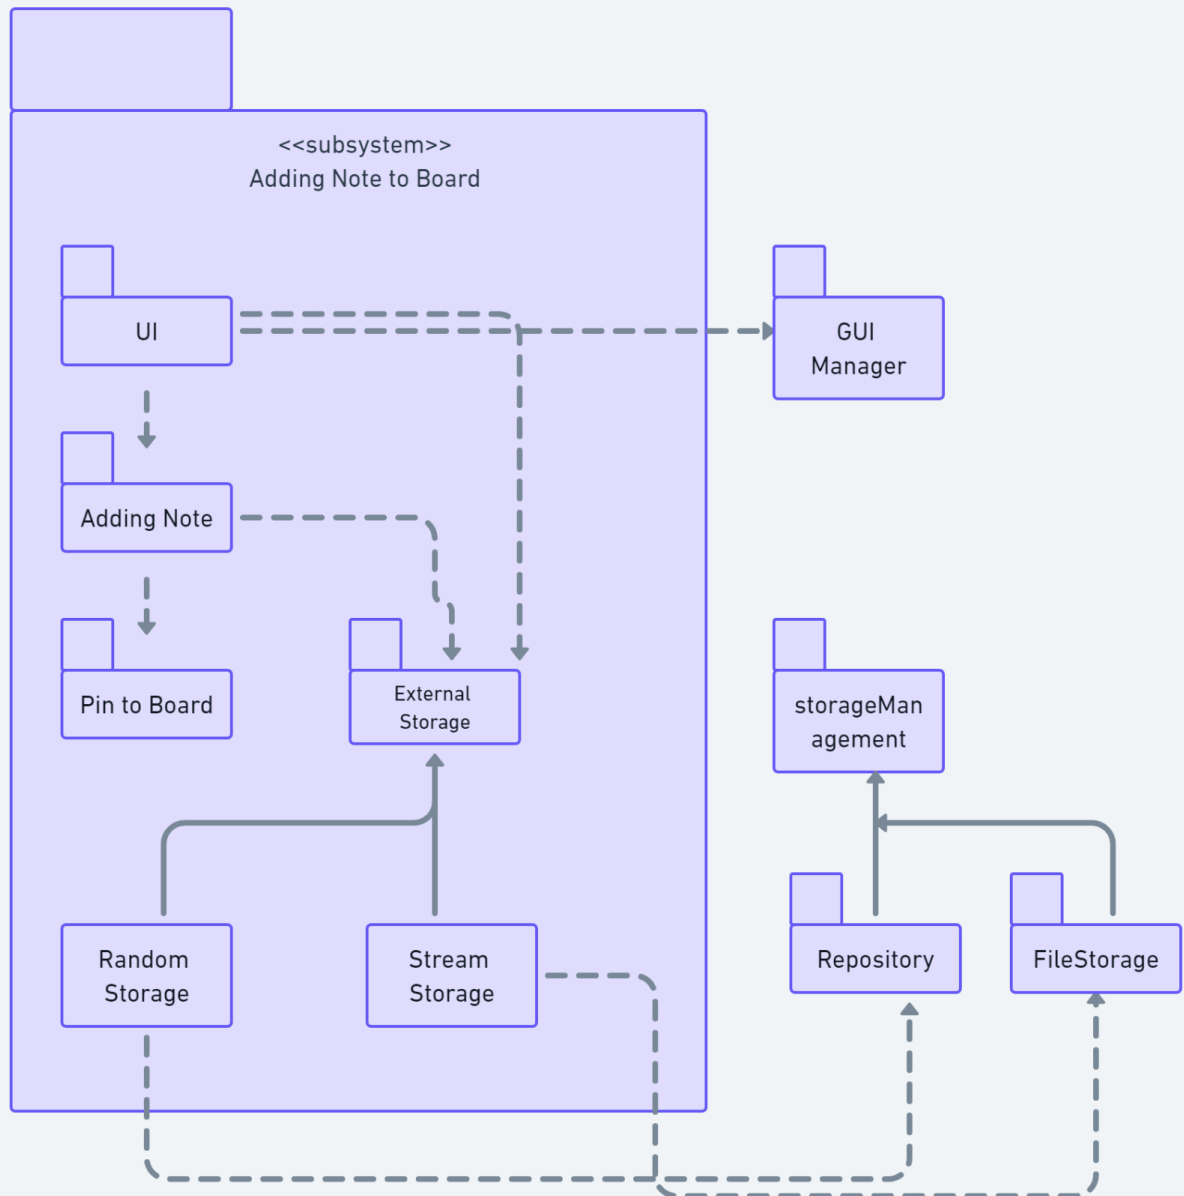 <<subsystem>>
Adding Note to Board
UI
GUI
Manager
Adding Note
Pin to Board
External
Storage
storageMan
agement
Random
Storage
Stream
Storage
Repository
FileStorage